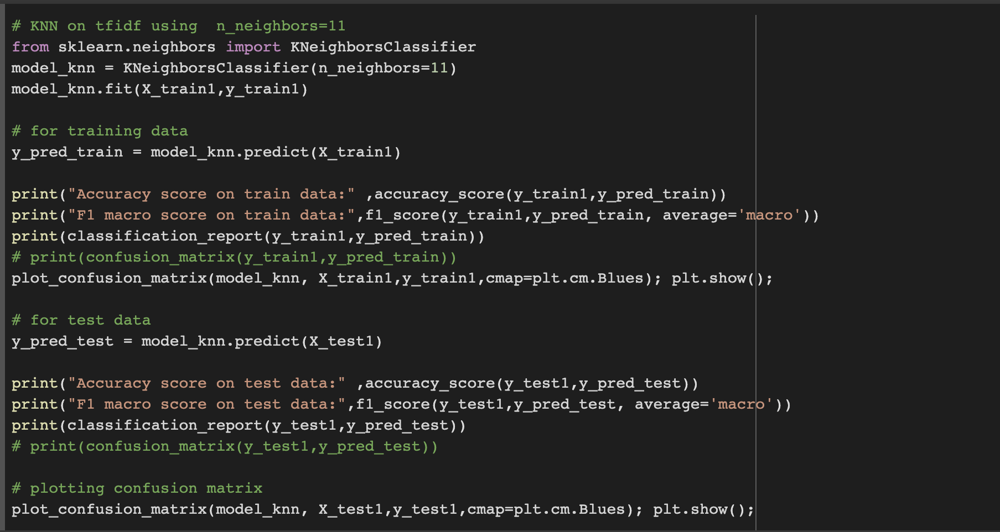 # KNN on tfidf using  n_neighbors=11
from sklearn.neighbors import KNeighborsClassifier
model_knn = KNeighborsClassifier(n_neighbors=11)
model_knn.fit(X_train1,y_train1)
# for training data
y_pred_train = model_knn.predict(X_train1)
print("Accuracy score on train data:" ,accuracy_score(y_train1,y_pred_train))
print("F1 macro score on train data:",f1_score(y_train1,y_pred_train, average='macro'))
print(classification_report(y_train1,y_pred_train))
# print(confusion_matrix(y_train1,y_pred_train))
plot_confusion_matrix(model_knn, X_train1,y_train1,cmap=plt.cm.Blues); plt.show();
# for test data
y_pred_test = model_knn.predict(X_test1)
print("Accuracy score on test data:" ,accuracy_score(y_test1,y_pred_test))
print("F1 macro score on test data:",f1_score(y_test1,y_pred_test, average='macro'))
print(classification_report(y_test1,y_pred_test))
# print(confusion_matrix(y_test1,y_pred_test))
# plotting confusion matrix
plot_confusion_matrix(model_knn, X_test1,y_test1,cmap=plt.cm.Blues); plt.show();